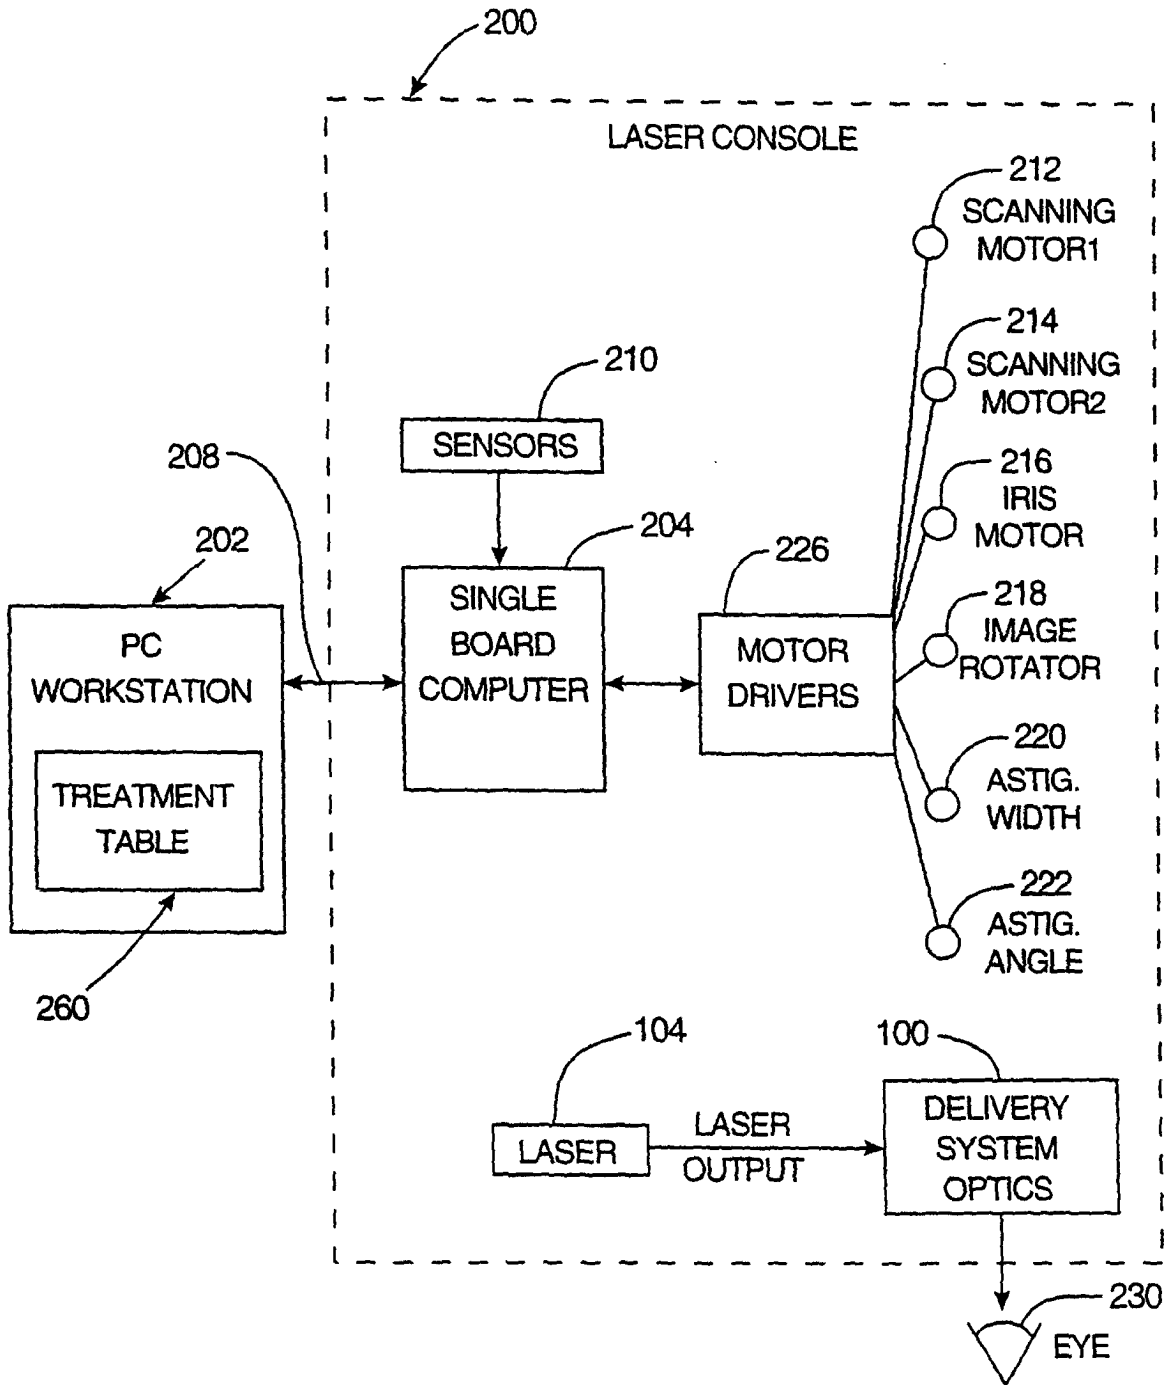 200
LASER CONSOLE
212
SCANNING
MOTOR1
214
SCANNING
MOTOR2
210
SENSORS
208
216
IRIS
MOTOR
204
226
202
SINGLE
BOARD
COMPUTER
218
IMAGE
ROTATOR
PC
WORKSTATION
MOTOR
DRIVERS
220
ASTIG.
WIDTH
TREATMENT
TABLE
222
ASTIG.
ANGLE
260
104
100
LASER
LASER
OUTPUT
DELIVERY
SYSTEM
OPTICS
230
EYE